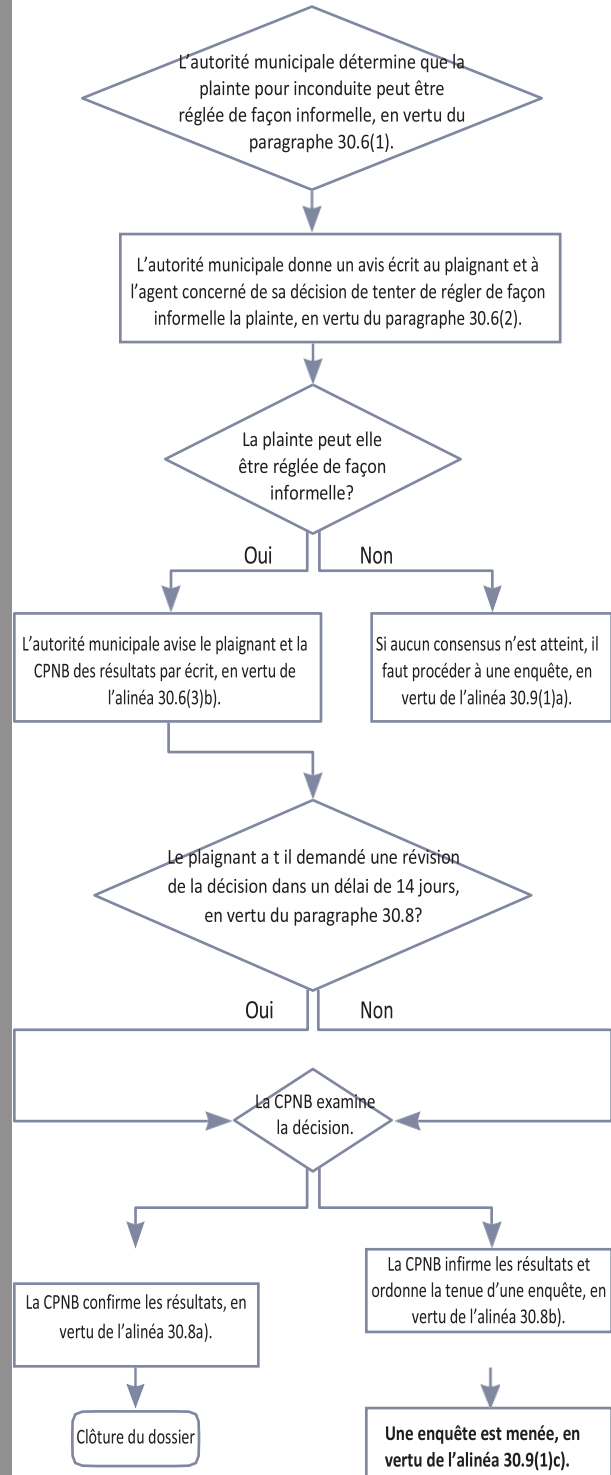 L'autorité municipale détermine que la
plainte pour inconduite peut être
réglée de façon informelle, en vertu du
paragraphe 30.6(1).
L'autorité municipale donne un avis écrit au plaignant et à
l'agent concerné de sa décision de tenter de régler de façon
informelle la plainte, en vertu du paragraphe 30.6(2).
La plainte peut elle
être réglée de façon
informelle?
Oui
Non
L'autorité municipale avise le plaignant et la
CPNB des résultats par écrit, en vertu de
l'alinéa 30.6(3)b).
Si aucun consensus n'est atteint, il
faut procéder à une enquête, en
vertu de l'alinéa 30.9(1)a).
Le plaignant a t il demandé une révision
de la décision dans un délai de 14 jours,
en vertu du paragraphe 30.8?
Oui
Non
La CPNB examine
la décision.
La CPNB confirme les résultats, en
vertu de l'alinéa 30.8a).
La CPNB infirme les résultats et
ordonne la tenue d'une enquête, en
vertu de l'alinéa 30.8b).
Clôture du dossier
Une enquête est menée, en
vertu de l'alinéa 30.9(1)c).